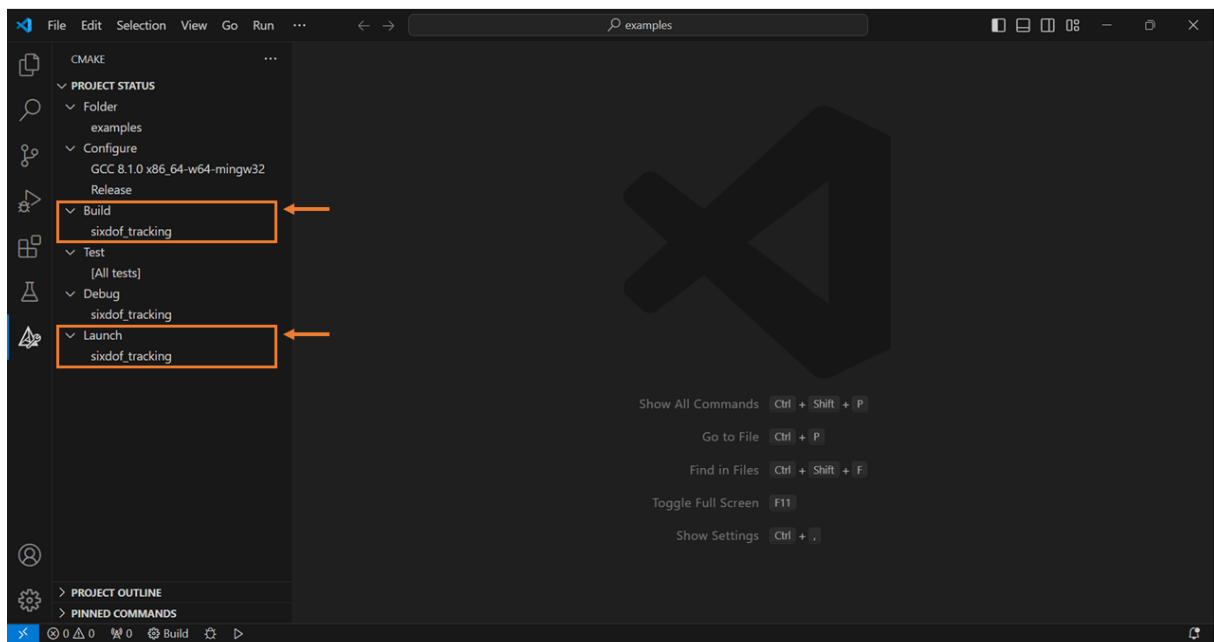 File Edit Selection View Go Run ··· examples
CMAKE ···
PROJECT STATUS
Folder
examples
Configure
GCC 8.1.0 x86_64-w64-mingw32
Release
Build
sixdof_tracking
Test
[All tests]
Debug
sixdof_tracking
Launch
sixdof_tracking
Show All Commands Ctrl + Shift + P
Go to File Ctrl + P
Find in Files Ctrl + Shift + F
Toggle Full Screen F11
Show Settings Ctrl + ,
PROJECT OUTLINE
PINNED COMMANDS
0 0 0 Build